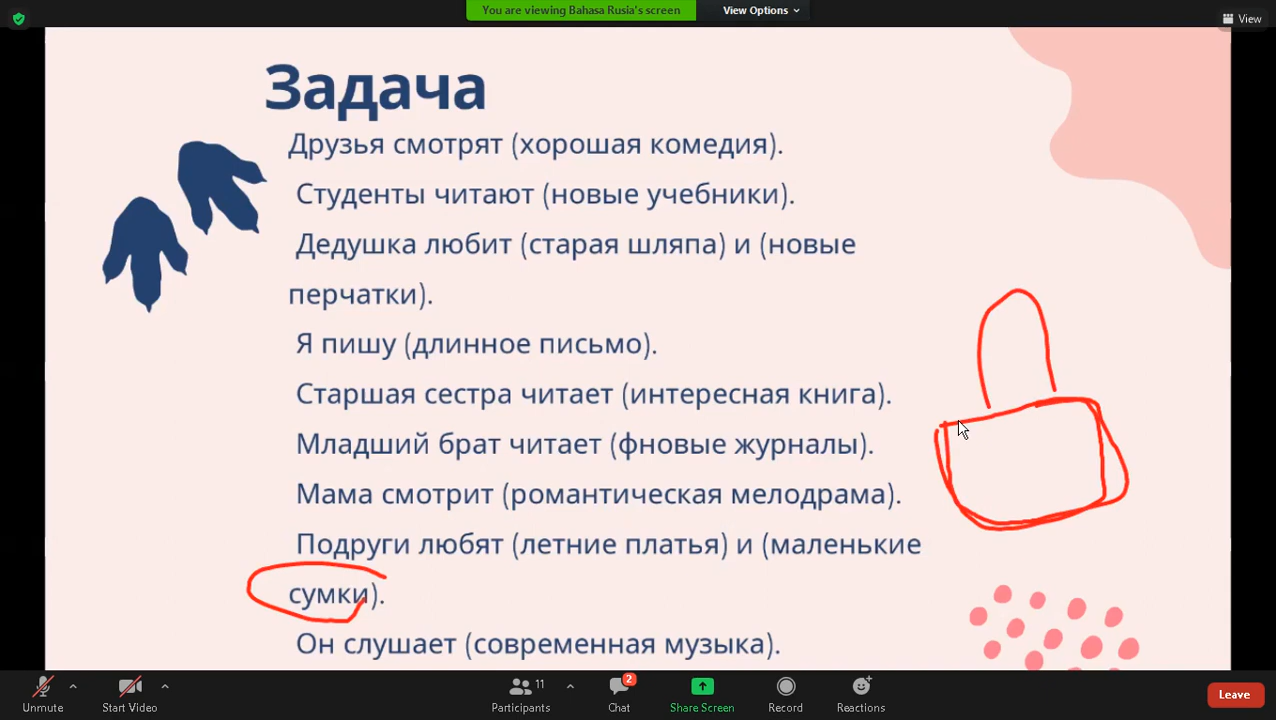 You are viewing Bahasa Rusia's screen
View Options
View
Задача
Друзья смотрят (хорошая комедия).
Студенты читают (новые учебники).
Дедушка любит (старая шляпа) и (новые
перчатки).
Я пишу (длинное письмо).
Старшая сестра читает (интересная книга).
Младший брат читает (фновые журналы).
Мама смотрит (романтическая мелодрама).
Подруги любят (летние платья) и (маленькие
сумки).
Он слушает (современная музыка).
Unmute
Start Video
11
Participants
2
Chat
Share Screen
Record
Reactions
Leave